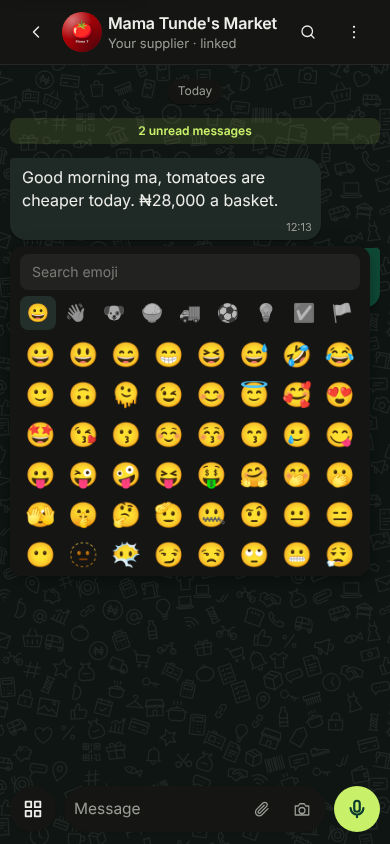 Mama Tunde's Market
Your supplier · linked
Today
2 unread messages
Good morning ma, tomatoes are
cheaper today. ₦28,000 a basket.
12:13
Search emoji
Message